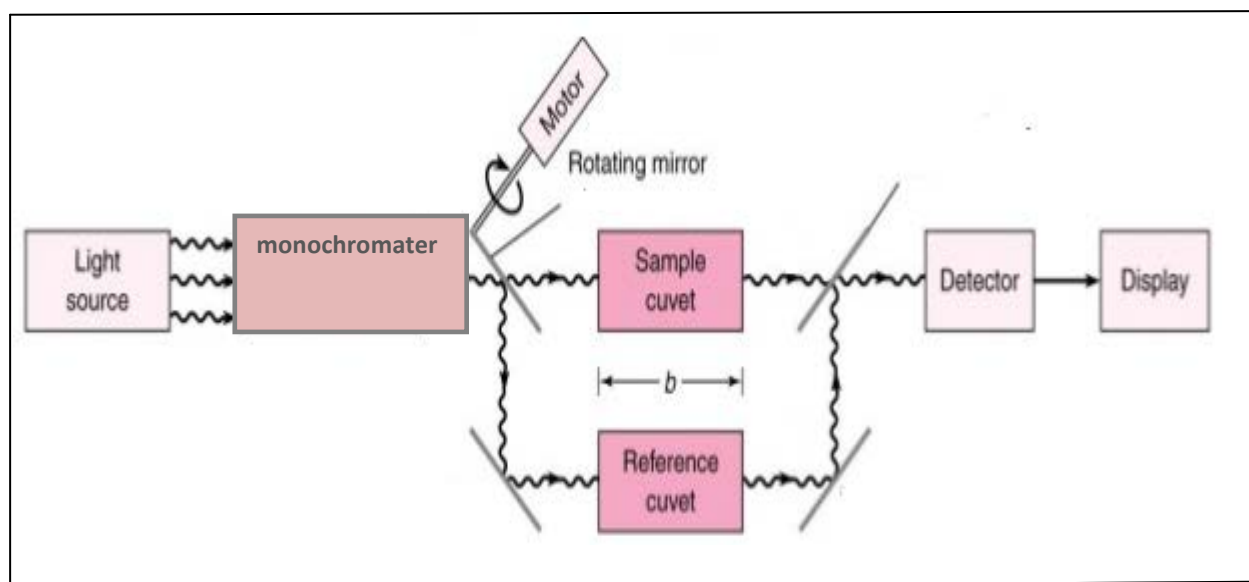 Motor
Rotating mirror
Light
source
monochromater
Sample
cuvet
Detector
Display
b
Reference
cuvet